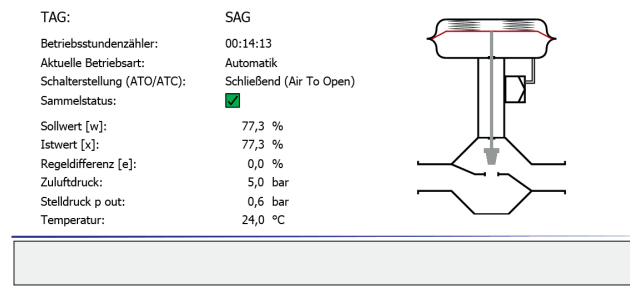 TAG: SAG
Betriebsstundenzähler: 00:14:13
Aktuelle Betriebsart: Automatik
Schalterstellung (ATO/ATC): Schließend (Air To Open)
Sammelstatus:
Sollwert [w]: 77,3 %
Istwert [x]: 77,3 %
Regeldifferenz [e]: 0,0 %
Zuluftdruck: 5,0 bar
Stelldruck p out: 0,6 bar
Temperatur: 24,0 °C